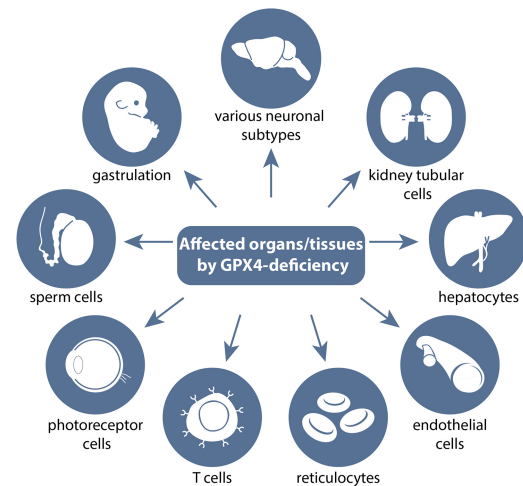 various neuronal
subtypes
gastrulation
kidney tubular
cells
Affected organs/tissues
by GPX4-deficiency
sperm cells
hepatocytes
photoreceptor
cells
endothelial
cells
T cells
reticulocytes